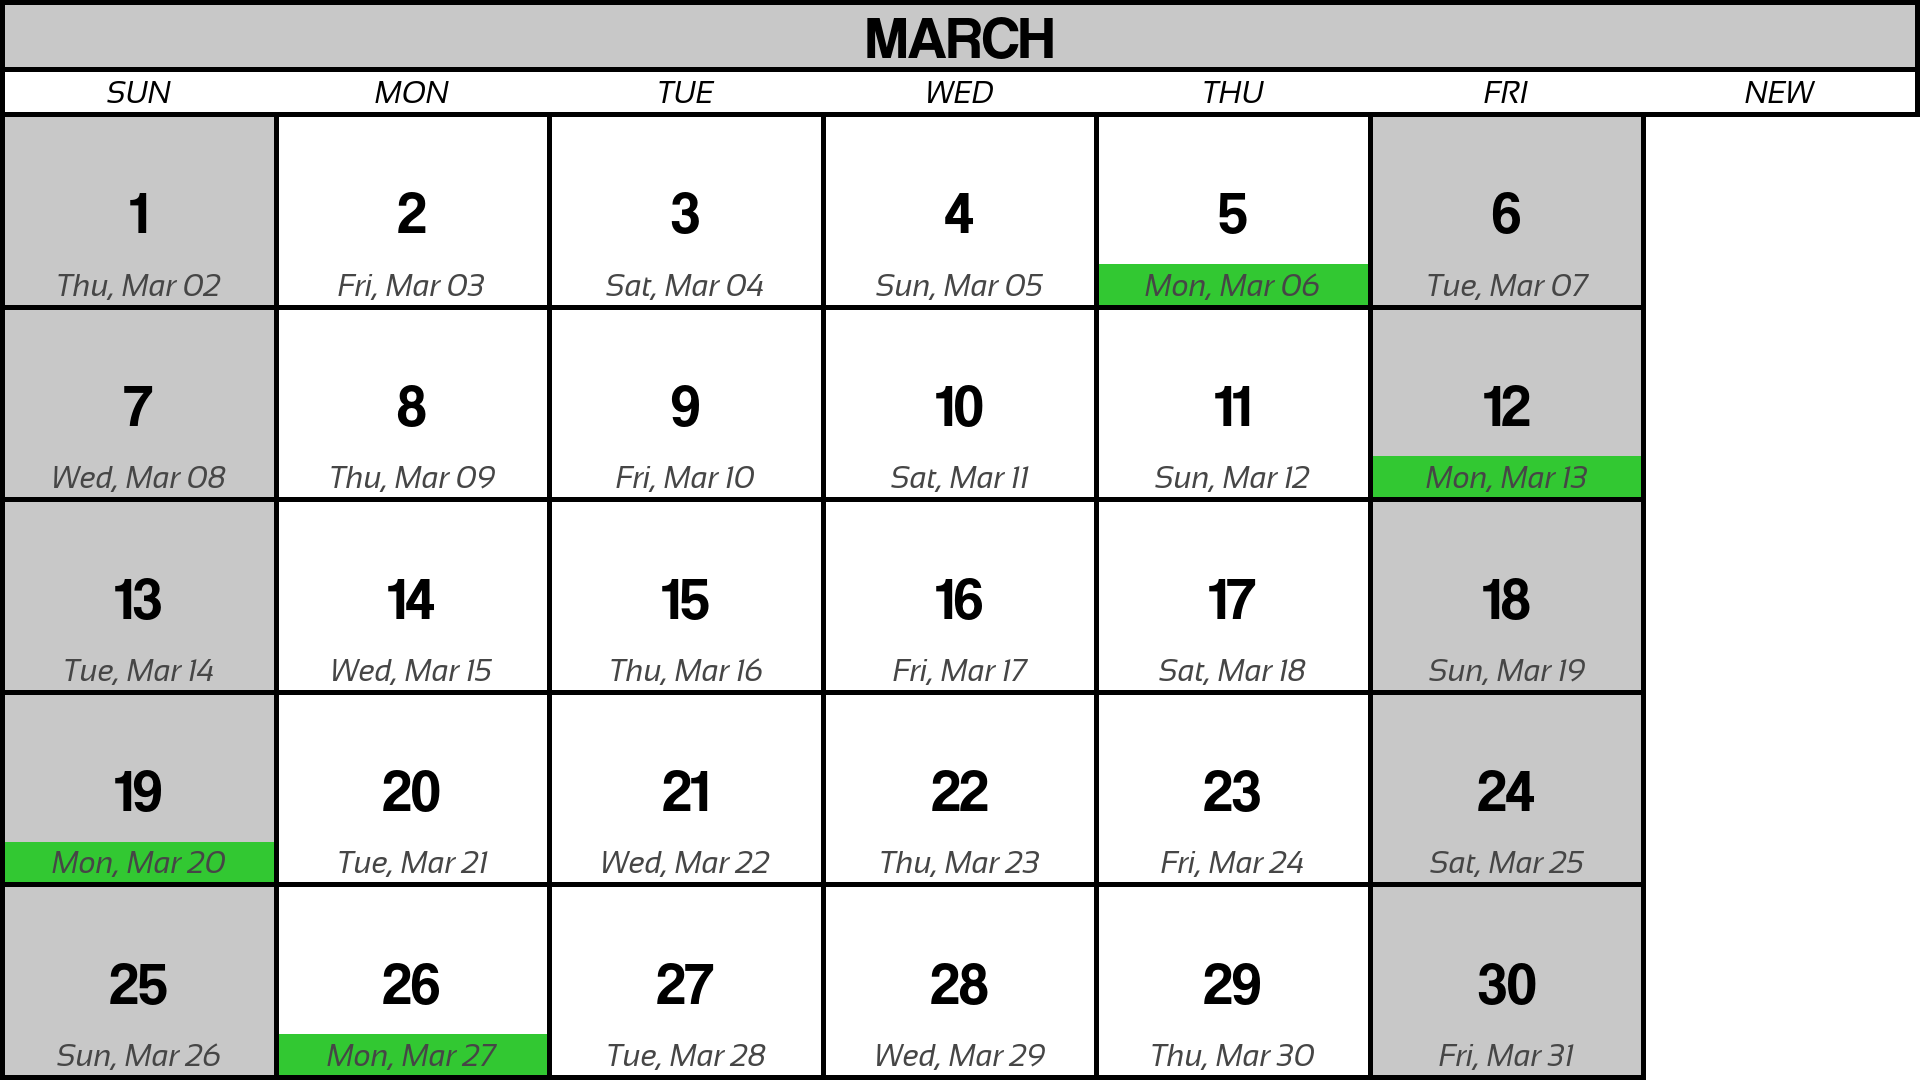 MARCH
SUN MON TUE WED THU FRI NEW
1 2 3 4 5 6
Thu, Mar 02 Fri, Mar 03 Sat, Mar 04 Sun, Mar 05 Mon, Mar 06 Tue, Mar 07
7 8 9 10 11 12
Wed, Mar 08 Thu, Mar 09 Fri, Mar 10 Sat, Mar 11 Sun, Mar 12 Mon, Mar 13
13 14 15 16 17 18
Tue, Mar 14 Wed, Mar 15 Thu, Mar 16 Fri, Mar 17 Sat, Mar 18 Sun, Mar 19
19 20 21 22 23 24
Mon, Mar 20 Tue, Mar 21 Wed, Mar 22 Thu, Mar 23 Fri, Mar 24 Sat, Mar 25
25 26 27 28 29 30
Sun, Mar 26 Mon, Mar 27 Tue, Mar 28 Wed, Mar 29 Thu, Mar 30 Fri, Mar 31